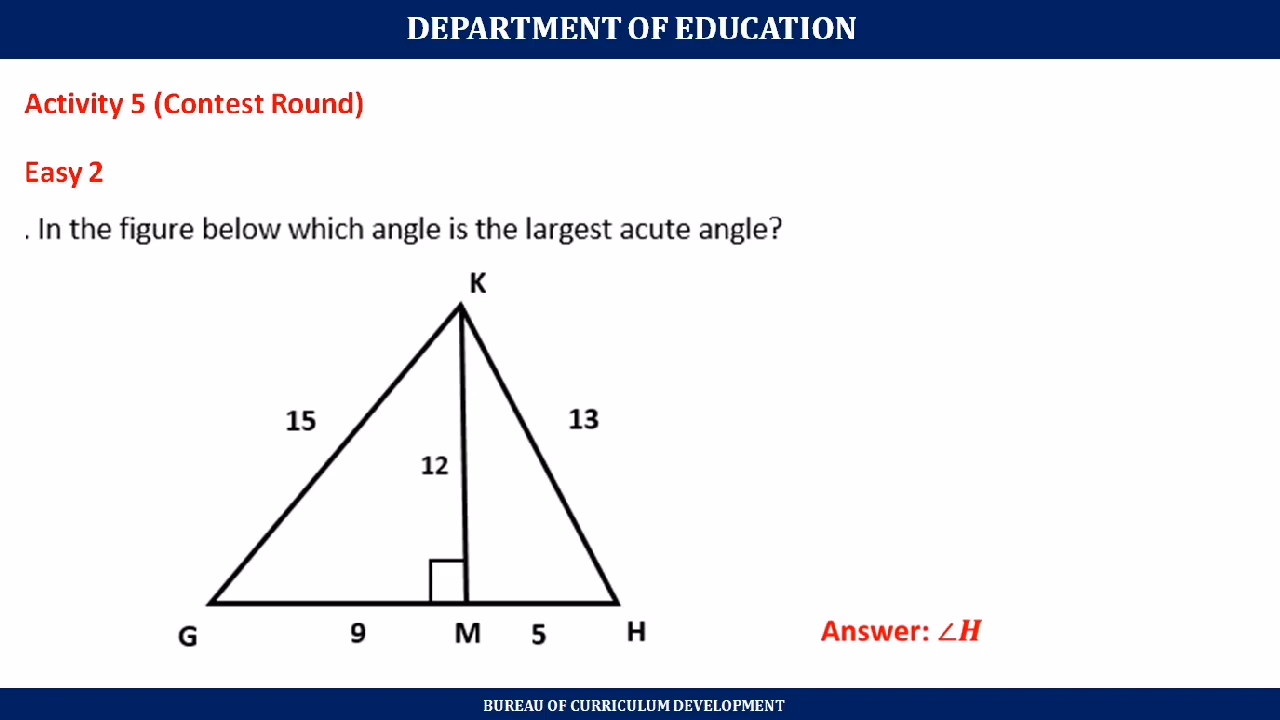 DEPARTMENT OF EDUCATION
Activity 5 (Contest Round)
Easy 2
. In the figure below which angle is the largest acute angle?
K
15
13
12
G
9
M
5
H
Answer: ∠H
BUREAU OF CURRICULUM DEVELOPMENT